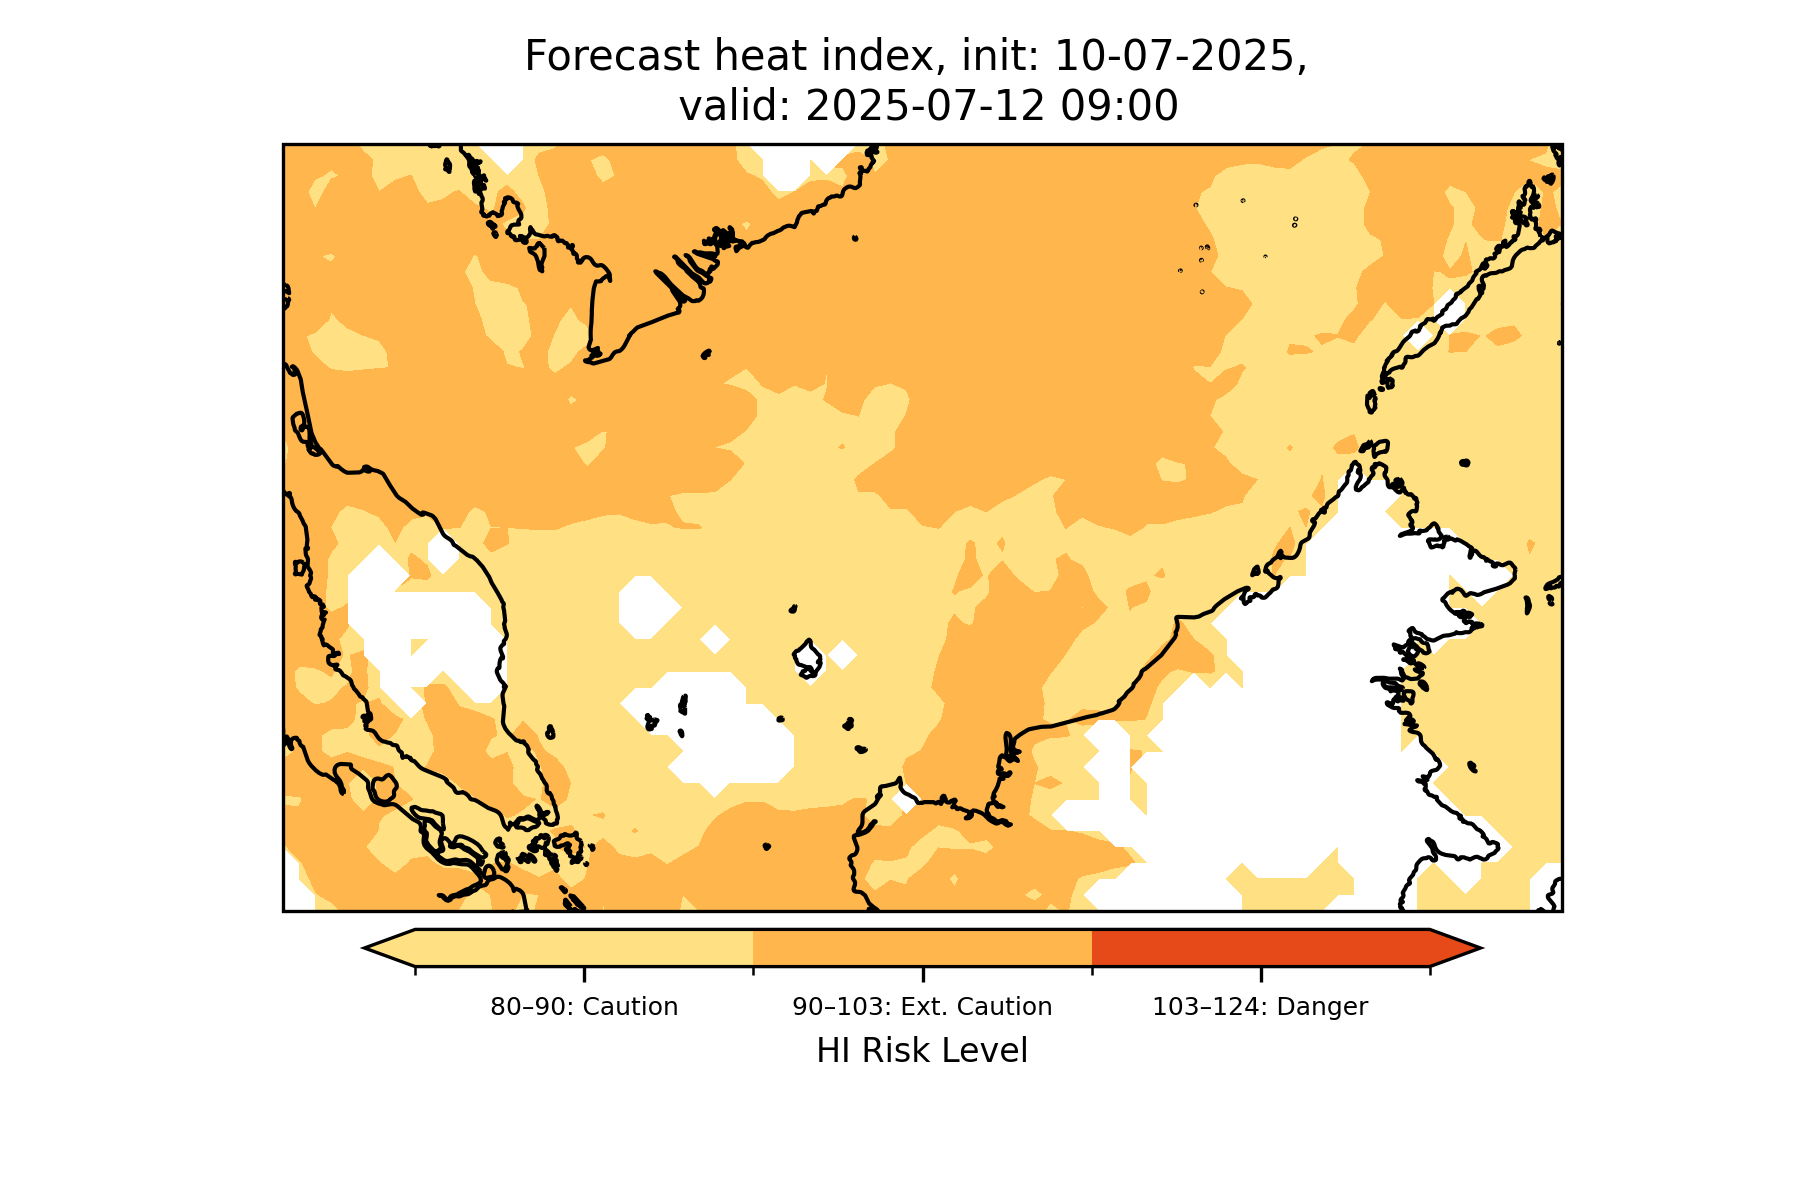 Forecast heat index, init: 10-07-2025,
valid: 2025-07-12 09:00
80–90: Caution
90–103: Ext. Caution
103–124: Danger
HI Risk Level